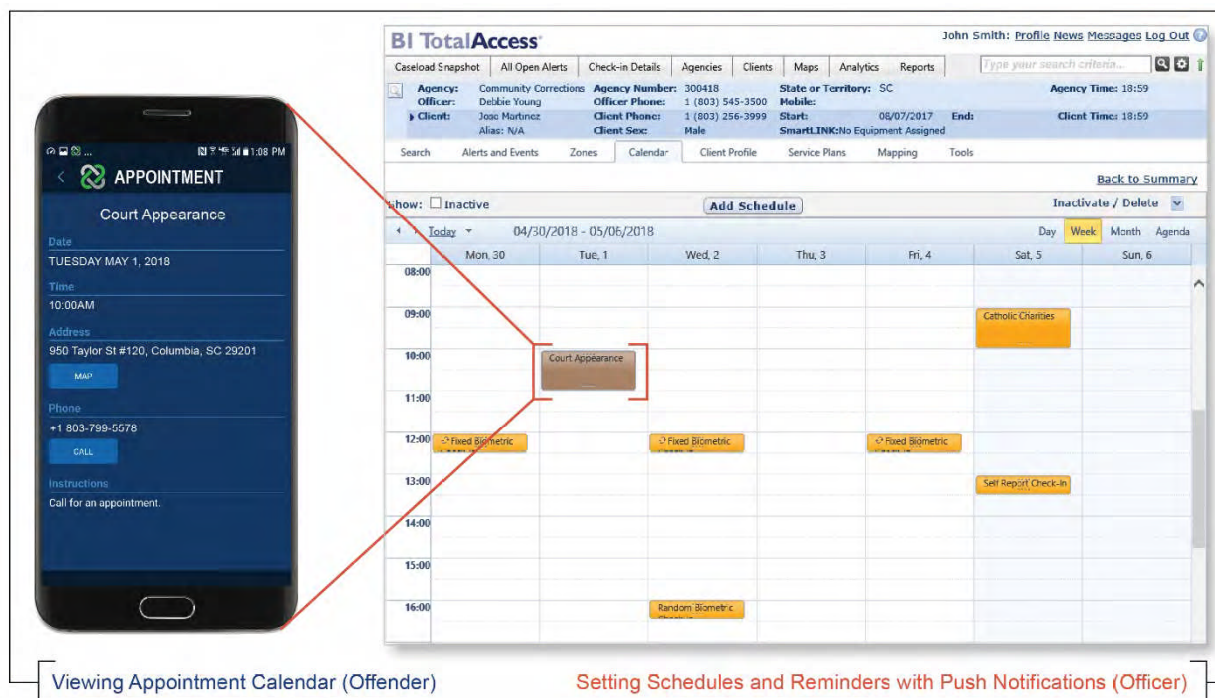 1:08 PM
APPOINTMENT
Court Appearance
Date
TUESDAY MAY 1, 2018
Time
10:00AM
Address
950 Taylor St #120, Columbia, SC 29201
MAP
Phone
+1 803-799-5578
CALL
Instructions
Call for an appointment.
BI TotalAccess
John Smith: Profile News Messages Log Out
Caseload Snapshot All Open Alerts Check-in Details Agencies Clients Maps Analytics Reports Type your search criteria...
Agency: Community Corrections Agency Number: 300418 State or Territory: SC Agency Time: 18:59
Officer: Debbie Young Officer Phone: 1 (803) 545-3500 Mobile:
Client: Jose Martinez Client Phone: 1 (803) 256-3999 Start: 08/07/2017 End: Client Time: 18:59
Alias: N/A Client Sex: Male SmartLINK:No Equipment Assigned
Search Alerts and Events Zones Calendar Client Profile Service Plans Mapping Tools
Back to Summary
Show: Inactive Add Schedule Inactivate / Delete
Today 04/30/2018 - 05/06/2018 Day Week Month Agenda
Mon, 30 Tue, 1 Wed, 2 Thu, 3 Fri, 4 Sat, 5 Sun, 6
08:00
09:00 Catholic Charities
10:00 Court Appearance
11:00
12:00 Fixed Biometric Fixed Biometric Fixed Biometric
13:00 Self Report Check-In
14:00
15:00
16:00 Random Biometric
Viewing Appointment Calendar (Offender) Setting Schedules and Reminders with Push Notifications (Officer)